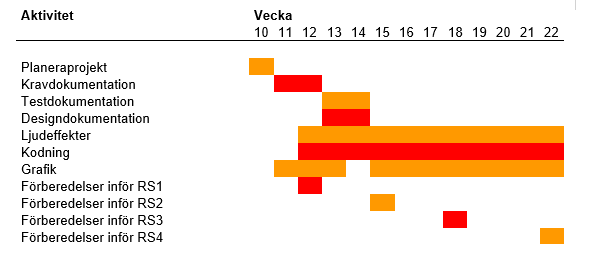 Aktivitet Vecka
10 11 12 13 14 15 16 17 18 19 20 21 22
Planeraprojekt
Kravdokumentation
Testdokumentation
Designdokumentation
Ljudeffekter
Kodning
Grafik
Förberedelser inför RS1
Förberedelser inför RS2
Förberedelser inför RS3
Förberedelser inför RS4